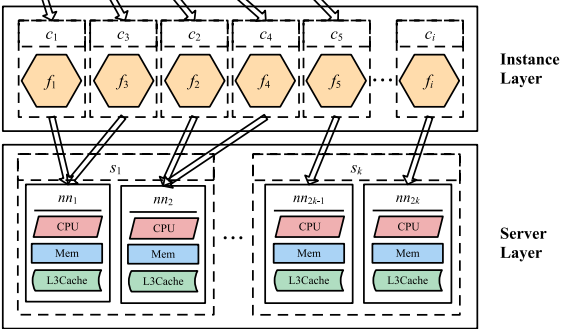 c1 c3 c2 c4 c5 ci
f1 f3 f2 f4 f5 ... fi
Instance
Layer
s1 sk
nn1 nn2 ... nn2k-1 nn2k
CPU CPU CPU CPU
Mem Mem Mem Mem
L3Cache L3Cache L3Cache L3Cache
Server
Layer